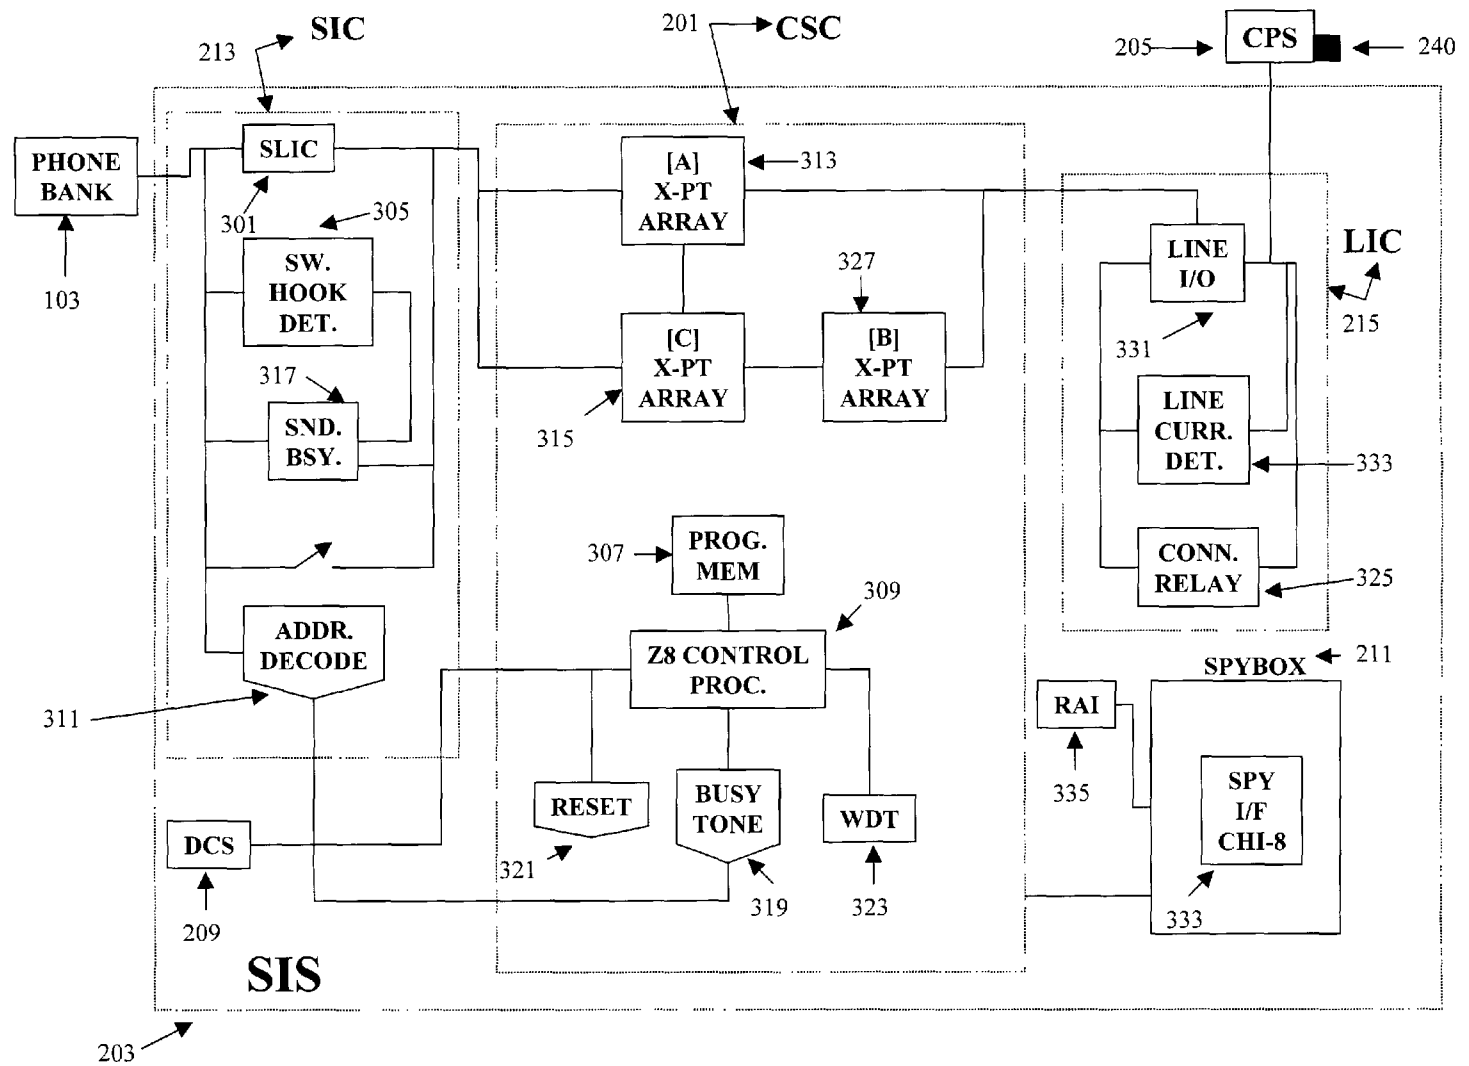 SIC
213
201
CSC
205
CPS
240
PHONE
BANK
103
SLIC
301
305
SW.
HOOK
DET.
317
SND.
BSY.
ADDR.
DECODE
311
[A]
X-PT
ARRAY
313
327
[C]
X-PT
ARRAY
315
[B]
X-PT
ARRAY
LINE
I/O
331
LIC
215
LINE
CURR.
DET.
333
CONN.
RELAY
325
307
PROG.
MEM
309
Z8 CONTROL
PROC.
RESET
321
BUSY
TONE
319
WDT
323
DCS
209
211
SPYBOX
RAI
335
SPY
I/F
CHI-8
333
SIS
203